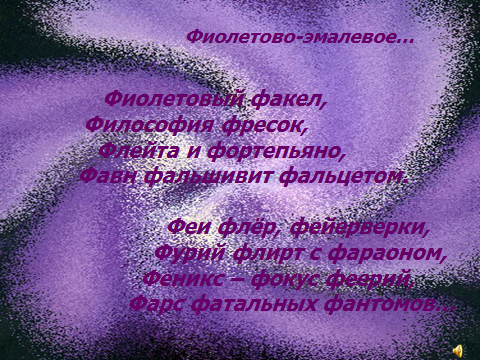 Фиолетово-эмалевое...
Фиолетовый факел,
Философия фресок,
Флейта и фортепьяно,
Фавн фальшивит фальцетом.
Феи флёр, фейерверки,
Фурий флирт с фараоном,
Феникс – фокус феерий,
Фарс фатальных фантомов...